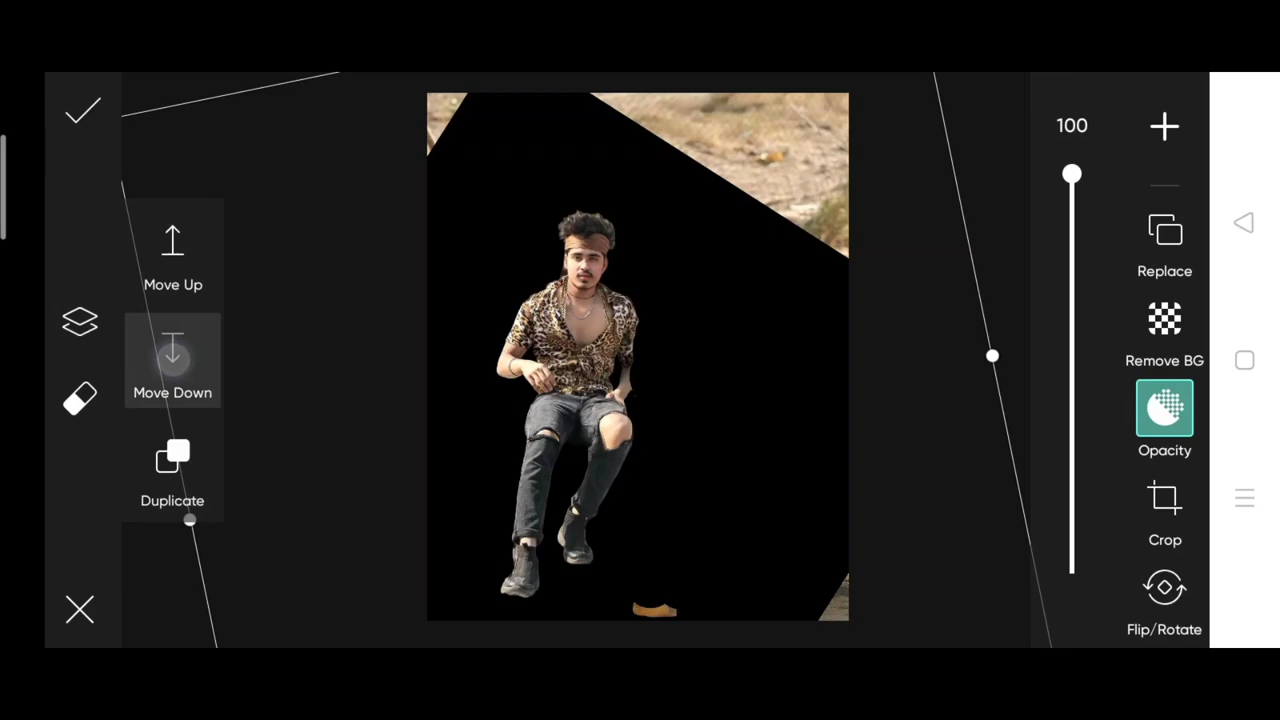 Move Up
Move Down
Duplicate
100
Replace
Remove BG
Opacity
Crop
Flip/Rotate